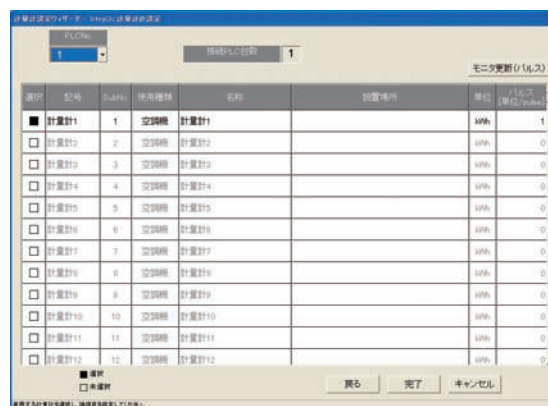 計量計設定ウィザード - Step3: 計量計の設定
PLCNo.
1
接続PLC台数 1
モニタ更新(パルス)
選択 記号 SubNo. 使用種類 名称 設置場所 単位 パルス [単位/pulse]
計量計1 1 空調機 計量計1 kWh 1
計量計2 2 空調機 計量計2 kWh 0
計量計3 3 空調機 計量計3 kWh 0
計量計4 4 空調機 計量計4 kWh 0
計量計5 5 空調機 計量計5 kWh 0
計量計6 6 空調機 計量計6 kWh 0
計量計7 7 空調機 計量計7 kWh 0
計量計8 8 空調機 計量計8 kWh 0
計量計9 9 空調機 計量計9 kWh 0
計量計10 10 空調機 計量計10 kWh 0
計量計11 11 空調機 計量計11 kWh 0
計量計12 12 空調機 計量計12 kWh 0
■選択
□未選択
戻る 完了 キャンセル